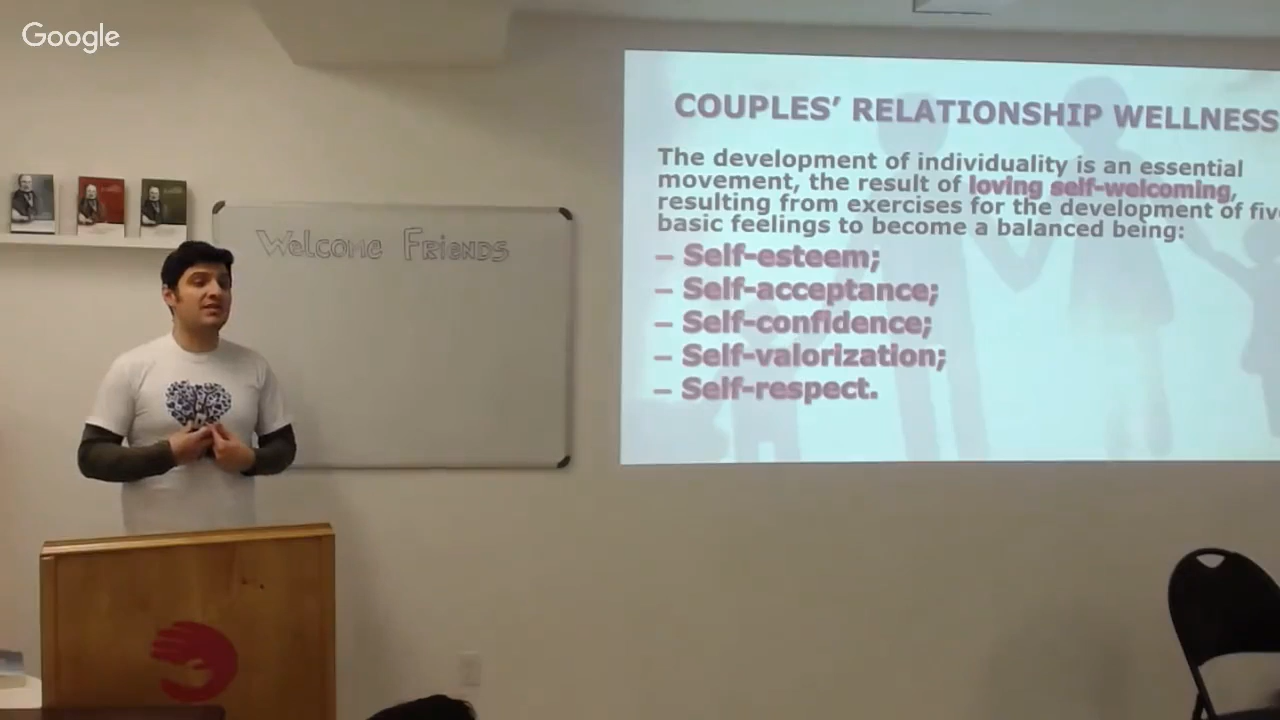 Google
Welcome Friends
COUPLES' RELATIONSHIP WELLNESS
The development of individuality is an essential
movement, the result of loving self-welcoming,
resulting from exercises for the development of
basic feelings to become a balanced being:
– Self-esteem;
– Self-acceptance;
– Self-confidence;
– Self-valorization;
– Self-respect.